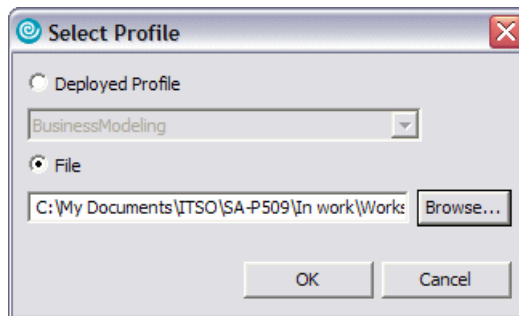 Select Profile
Deployed Profile
BusinessModeling
File
C:\My Documents\ITSO\SA-P509\In work\Works Browse...
OK Cancel